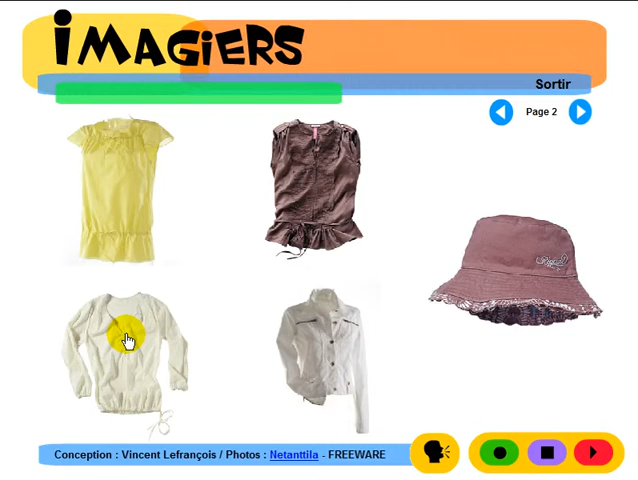 iMAGiERS
Sortir
Page 2
Conception : Vincent Lefrançois / Photos : Netanttila - FREEWARE